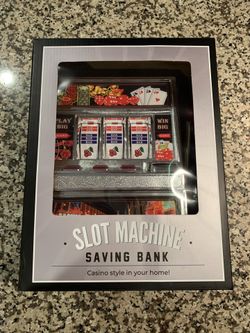 PLAY
BIG
WIN
BIG
SLOT MACHINE
SAVING BANK
Casino style in your home!